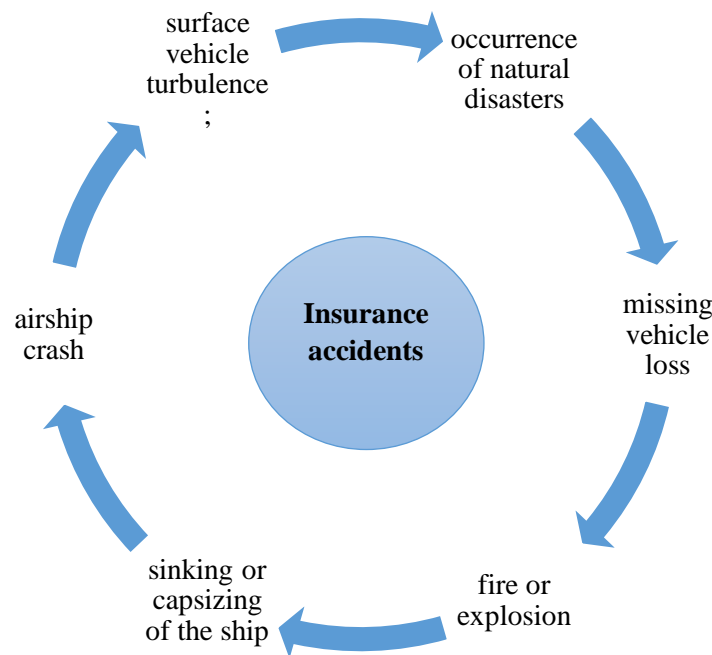 surface
vehicle
turbulence
;
occurrence
of natural
disasters
missing
vehicle
loss
fire or
explosion
sinking or
capsizing
of the ship
airship
crash
Insurance
accidents